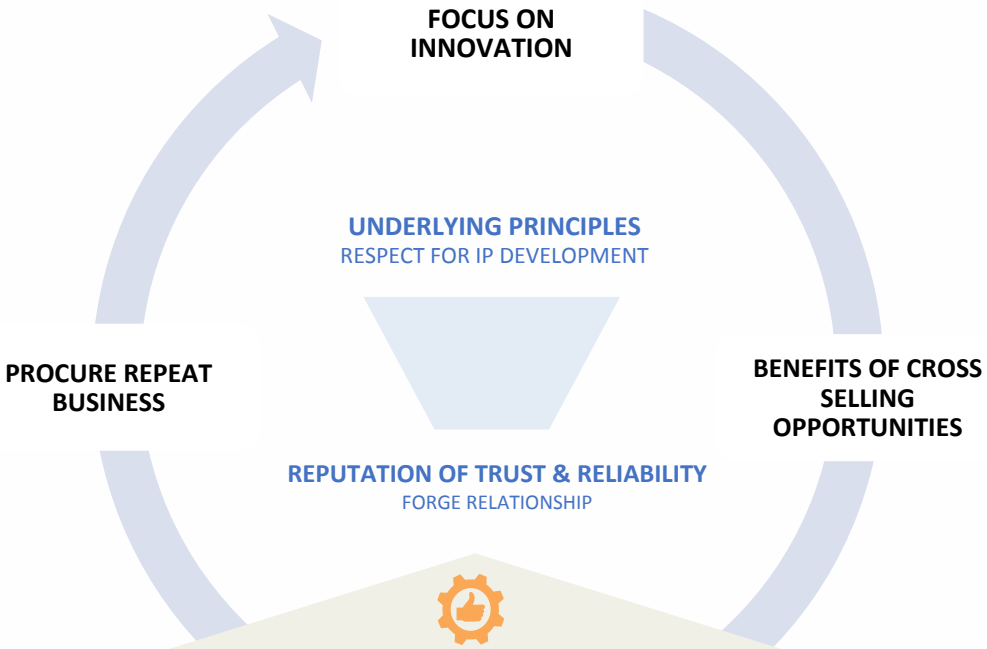 FOCUS ON
INNOVATION
UNDERLYING PRINCIPLES
RESPECT FOR IP DEVELOPMENT
PROCURE REPEAT
BUSINESS
BENEFITS OF CROSS
SELLING
OPPORTUNITIES
REPUTATION OF TRUST & RELIABILITY
FORGE RELATIONSHIP